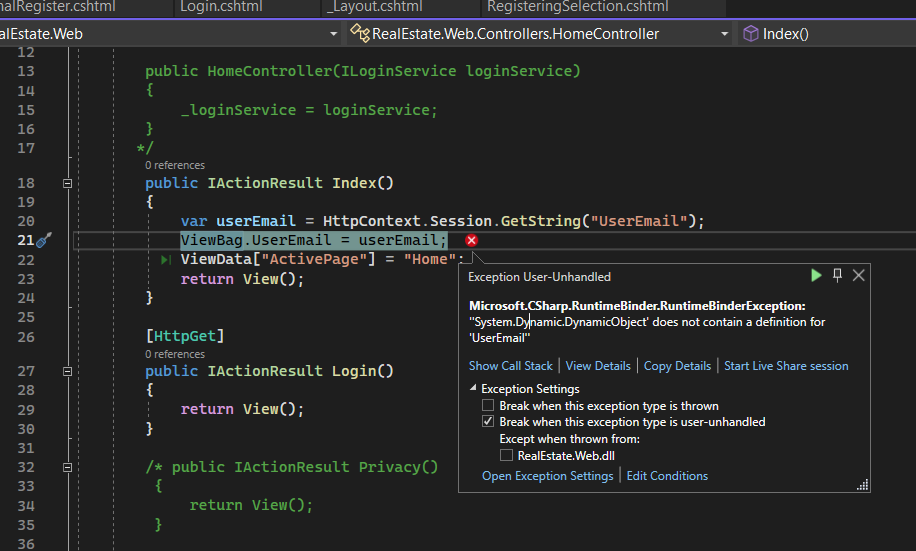 nalRegister.cshtml Login.cshtml _Layout.cshtml RegisteringSelection.cshtml
alEstate.Web RealEstate.Web.Controllers.HomeController Index()
12
13 public HomeController(ILoginService loginService)
14 {
15 _loginService = loginService;
16 }
17 */
0 references
18 public IActionResult Index()
19 {
20 var userEmail = HttpContext.Session.GetString("UserEmail");
21 ViewBag.UserEmail = userEmail;
22 ViewData["ActivePage"] = "Home";
23 return View();
24 }
25
26 [HttpGet]
0 references
27 public IActionResult Login()
28 {
29 return View();
30 }
31
32 /* public IActionResult Privacy()
33 {
34 return View();
35 }
36
Exception User-Unhandled
Microsoft.CSharp.RuntimeBinder.RuntimeBinderException:
''System.Dynamic.DynamicObject' does not contain a definition for
'UserEmail''
Show Call Stack | View Details | Copy Details | Start Live Share session
Exception Settings
Break when this exception type is thrown
Break when this exception type is user-unhandled
Except when thrown from:
RealEstate.Web.dll
Open Exception Settings | Edit Conditions